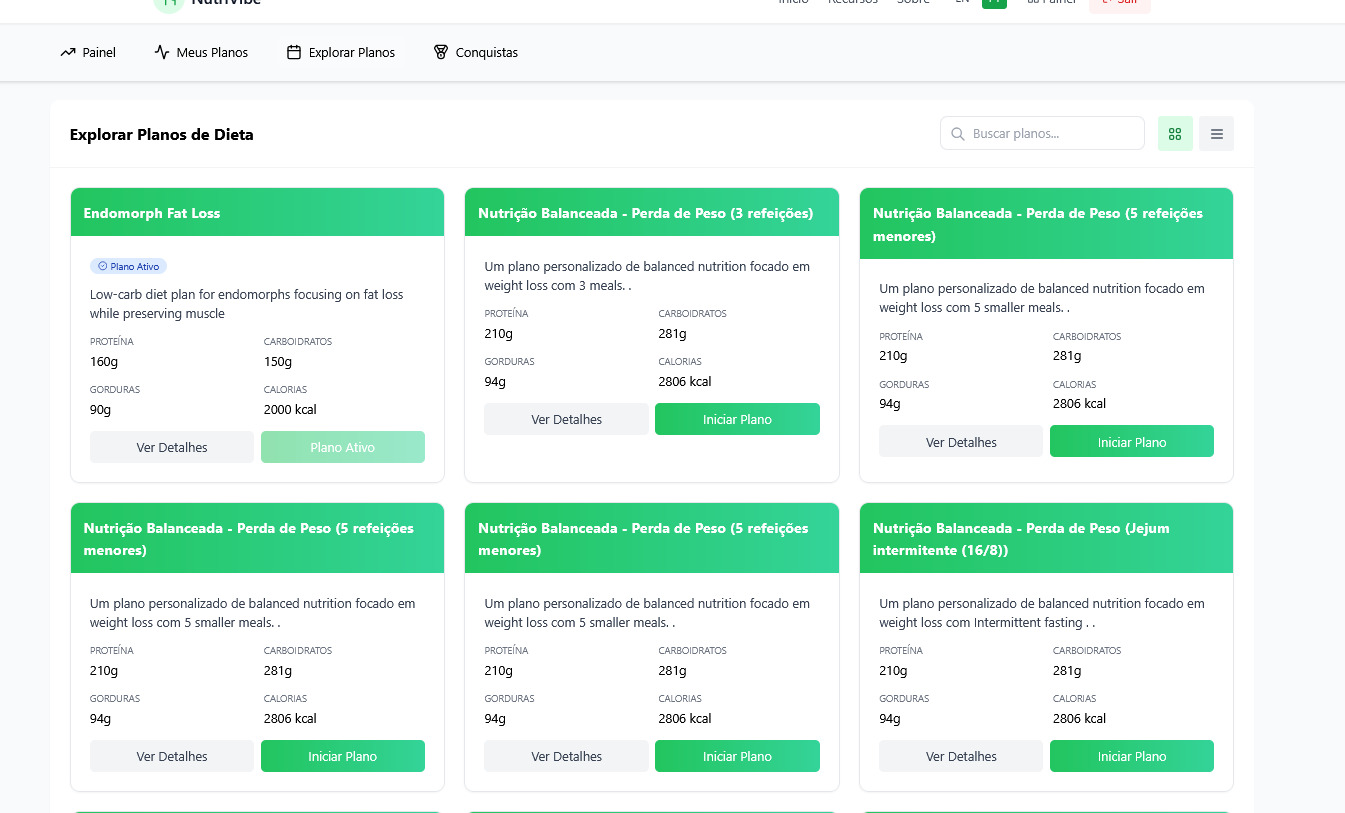 NutriVibe
Início Recursos Sobre EN PT Painel Sair
Painel Meus Planos Explorar Planos Conquistas
Explorar Planos de Dieta
Buscar planos...
Endomorph Fat Loss
Plano Ativo
Low-carb diet plan for endomorphs focusing on fat loss
while preserving muscle
PROTEÍNA CARBOIDRATOS
160g 150g
GORDURAS CALORIAS
90g 2000 kcal
Ver Detalhes Plano Ativo
Nutrição Balanceada - Perda de Peso (3 refeições)
Um plano personalizado de balanced nutrition focado em
weight loss com 3 meals. .
PROTEÍNA CARBOIDRATOS
210g 281g
GORDURAS CALORIAS
94g 2806 kcal
Ver Detalhes Iniciar Plano
Nutrição Balanceada - Perda de Peso (5 refeições
menores)
Um plano personalizado de balanced nutrition focado em
weight loss com 5 smaller meals. .
PROTEÍNA CARBOIDRATOS
210g 281g
GORDURAS CALORIAS
94g 2806 kcal
Ver Detalhes Iniciar Plano
Nutrição Balanceada - Perda de Peso (5 refeições
menores)
Um plano personalizado de balanced nutrition focado em
weight loss com 5 smaller meals. .
PROTEÍNA CARBOIDRATOS
210g 281g
GORDURAS CALORIAS
94g 2806 kcal
Ver Detalhes Iniciar Plano
Nutrição Balanceada - Perda de Peso (5 refeições
menores)
Um plano personalizado de balanced nutrition focado em
weight loss com 5 smaller meals. .
PROTEÍNA CARBOIDRATOS
210g 281g
GORDURAS CALORIAS
94g 2806 kcal
Ver Detalhes Iniciar Plano
Nutrição Balanceada - Perda de Peso (Jejum
intermitente (16/8))
Um plano personalizado de balanced nutrition focado em
weight loss com Intermittent fasting . .
PROTEÍNA CARBOIDRATOS
210g 281g
GORDURAS CALORIAS
94g 2806 kcal
Ver Detalhes Iniciar Plano